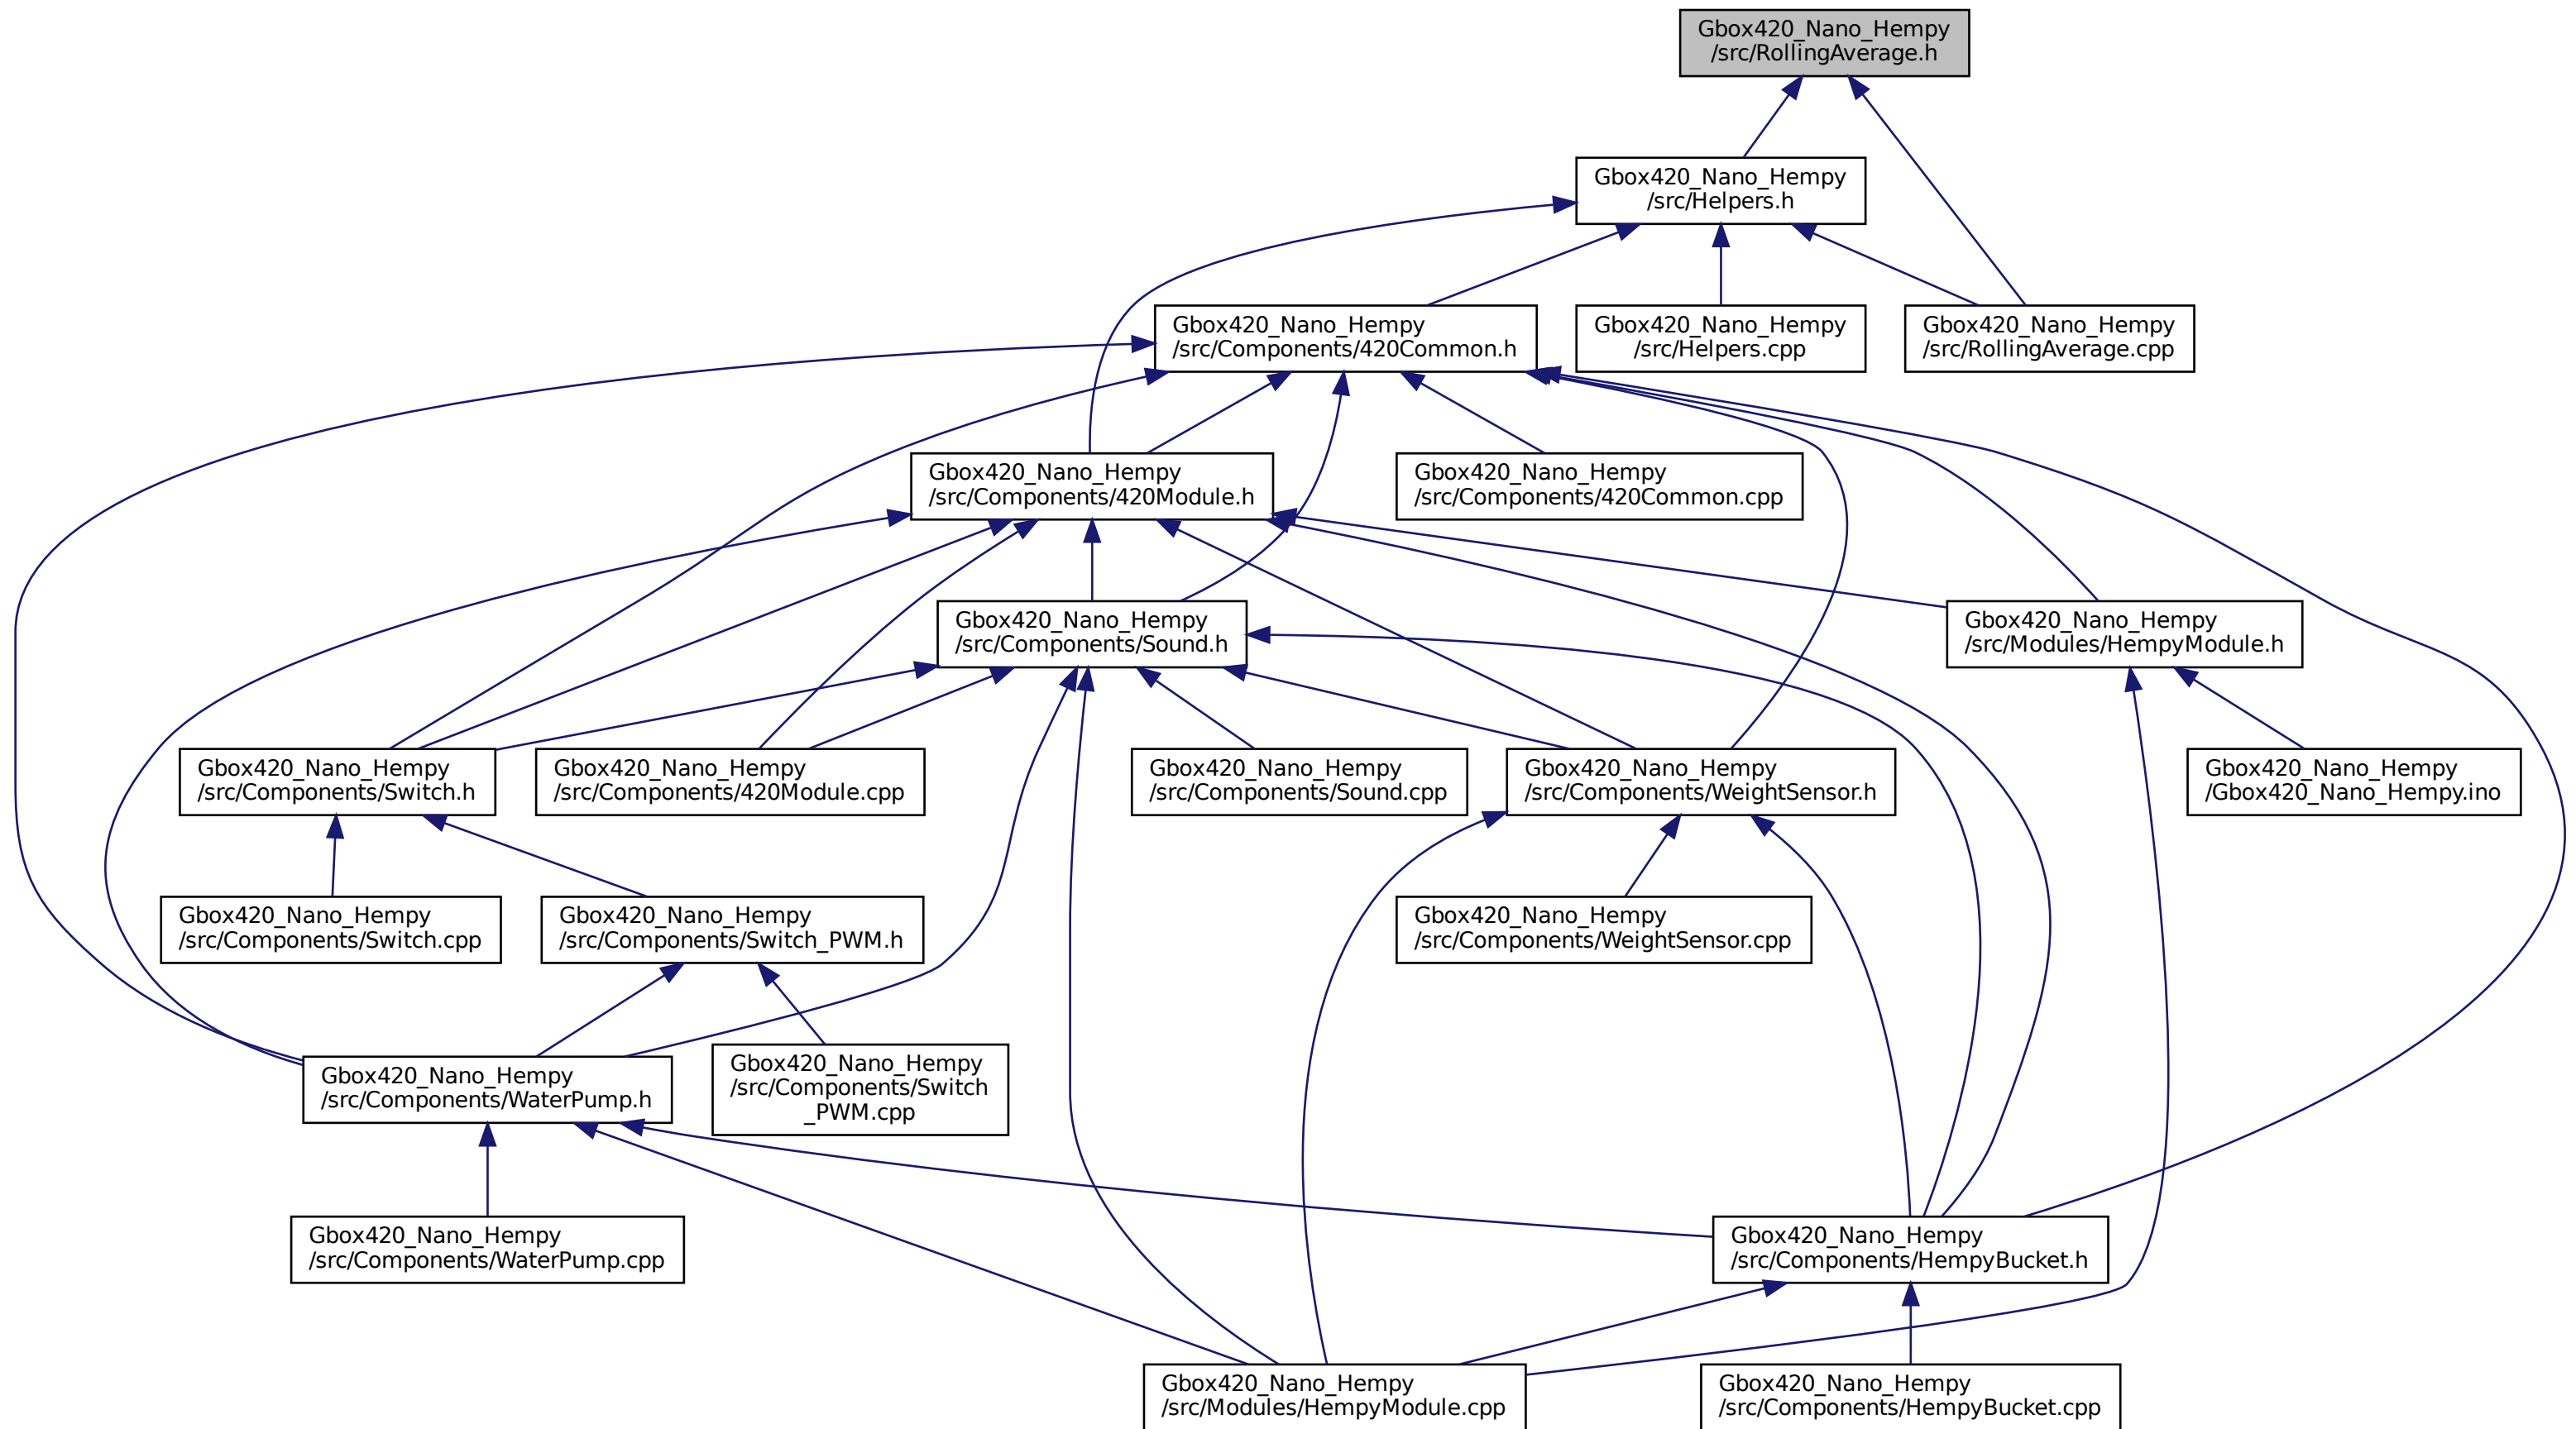 Gbox420_Nano_Hempy
/src/RollingAverage.h
Gbox420_Nano_Hempy
/src/Helpers.h
Gbox420_Nano_Hempy
/src/Components/420Common.h
Gbox420_Nano_Hempy
/src/Helpers.cpp
Gbox420_Nano_Hempy
/src/RollingAverage.cpp
Gbox420_Nano_Hempy
/src/Components/420Module.h
Gbox420_Nano_Hempy
/src/Components/420Common.cpp
Gbox420_Nano_Hempy
/src/Components/Sound.h
Gbox420_Nano_Hempy
/src/Modules/HempyModule.h
Gbox420_Nano_Hempy
/src/Components/Switch.h
Gbox420_Nano_Hempy
/src/Components/420Module.cpp
Gbox420_Nano_Hempy
/src/Components/Sound.cpp
Gbox420_Nano_Hempy
/src/Components/WeightSensor.h
Gbox420_Nano_Hempy
/Gbox420_Nano_Hempy.ino
Gbox420_Nano_Hempy
/src/Components/Switch.cpp
Gbox420_Nano_Hempy
/src/Components/Switch_PWM.h
Gbox420_Nano_Hempy
/src/Components/WeightSensor.cpp
Gbox420_Nano_Hempy
/src/Components/WaterPump.h
Gbox420_Nano_Hempy
/src/Components/Switch
_PWM.cpp
Gbox420_Nano_Hempy
/src/Components/WaterPump.cpp
Gbox420_Nano_Hempy
/src/Components/HempyBucket.h
Gbox420_Nano_Hempy
/src/Modules/HempyModule.cpp
Gbox420_Nano_Hempy
/src/Components/HempyBucket.cpp